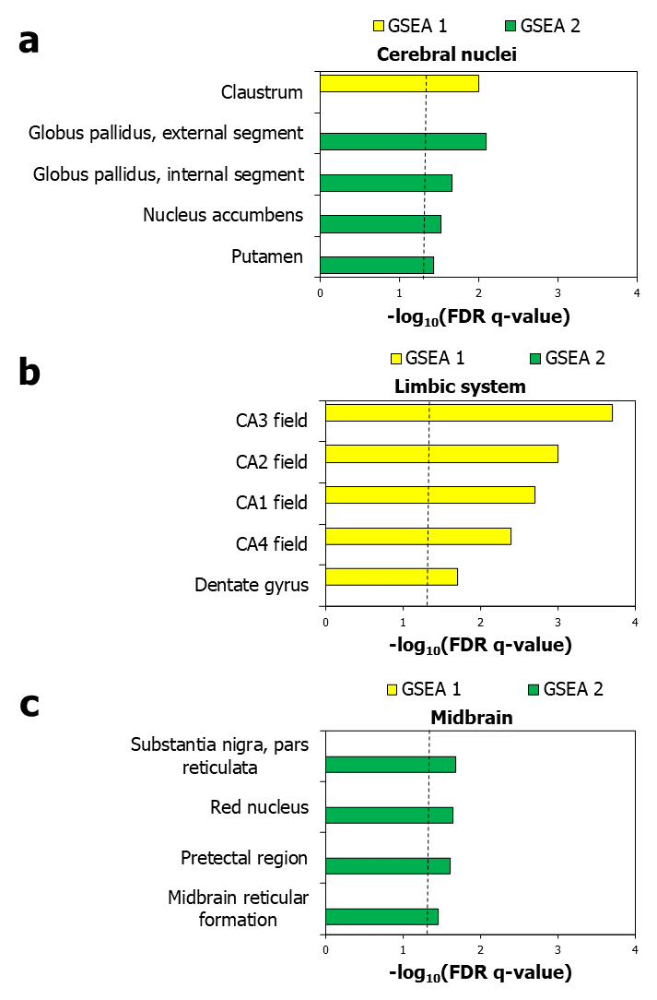 a
GSEA 1 GSEA 2
Cerebral nuclei
Claustrum
Globus pallidus, external segment
Globus pallidus, internal segment
Nucleus accumbens
Putamen
0 1 2 3 4
-log₁₀(FDR q-value)
b
GSEA 1 GSEA 2
Limbic system
CA3 field
CA2 field
CA1 field
CA4 field
Dentate gyrus
0 1 2 3 4
-log₁₀(FDR q-value)
c
GSEA 1 GSEA 2
Midbrain
Substantia nigra, pars
reticulata
Red nucleus
Pretectal region
Midbrain reticular
formation
0 1 2 3 4
-log₁₀(FDR q-value)